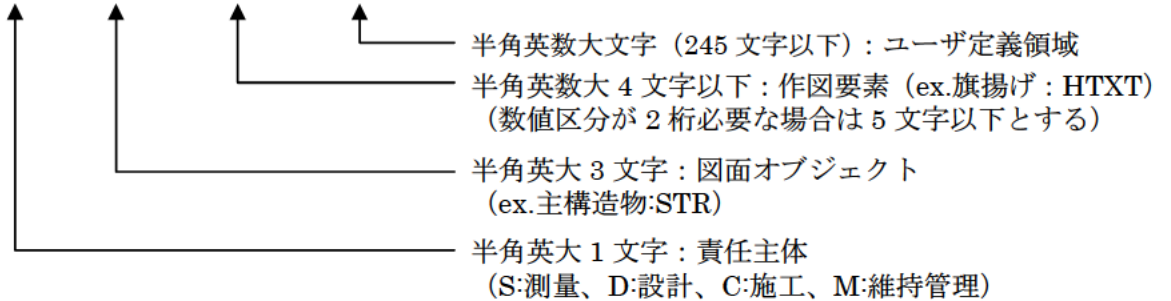 半角英数大文字（245 文字以下）: ユーザ定義領域
半角英数大 4 文字以下 : 作図要素（ex.旗揚げ : HTXT）
（数値区分が 2 桁必要な場合は 5 文字以下とする）
半角英大 3 文字 : 図面オブジェクト
（ex.主構造物:STR）
半角英大 1 文字 : 責任主体
（S:測量、D:設計、C:施工、M:維持管理）